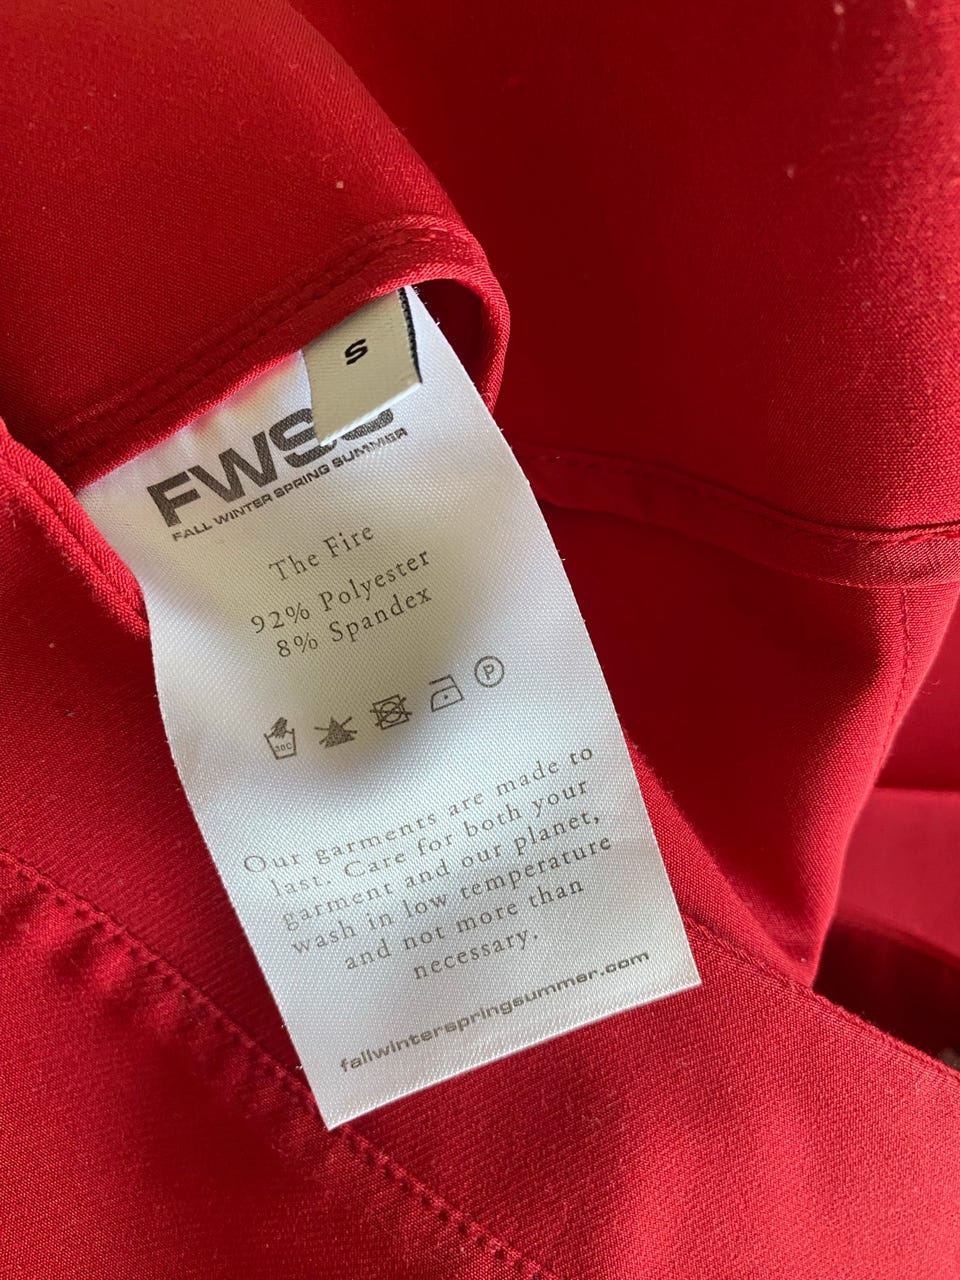 S
FWSS
FALL WINTER SPRING SUMMER
The Fire
92% Polyester
8% Spandex
30C
P
Our garments are made to
last. Care for both your
garment and our planet,
wash in low temperature
and not more than
necessary.
fallwinterspringsummer.com